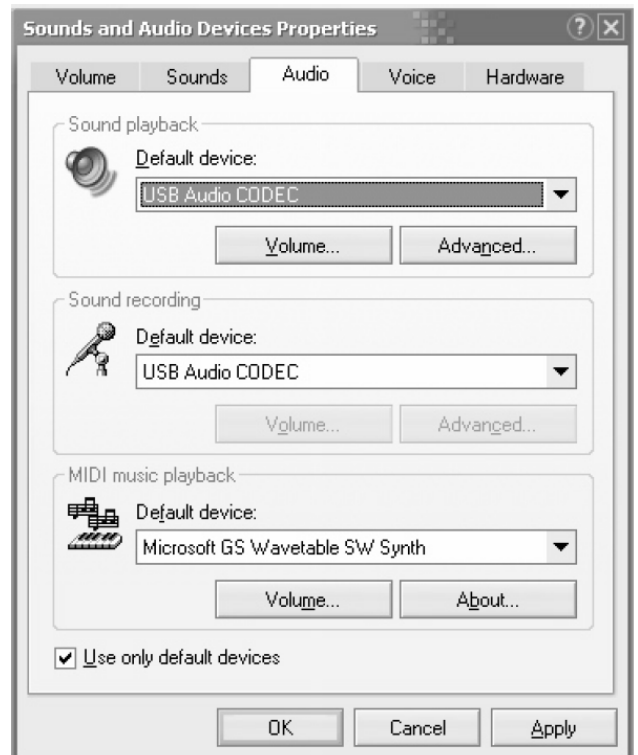 Sounds and Audio Devices Properties
Volume Sounds Audio Voice Hardware
Sound playback
Default device:
USB Audio CODEC
Volume... Advanced...
Sound recording
Default device:
USB Audio CODEC
Volume... Advanced...
MIDI music playback
Default device:
Microsoft GS Wavetable SW Synth
Volume... About...
Use only default devices
OK Cancel Apply